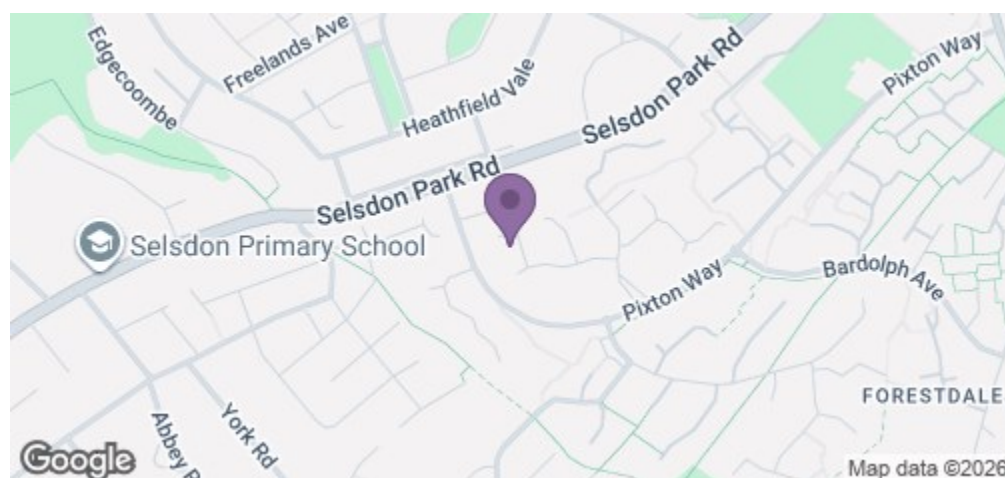 Edgecoombe
Freelands Ave
Heathfield Vale
Selsdon Park Rd
Pixton Way
Selsdon Park Rd
Selsdon Primary School
Pixton Way
Bardolph Ave
FORESTDALE
York Rd
Abbey
Google
Map data ©2026